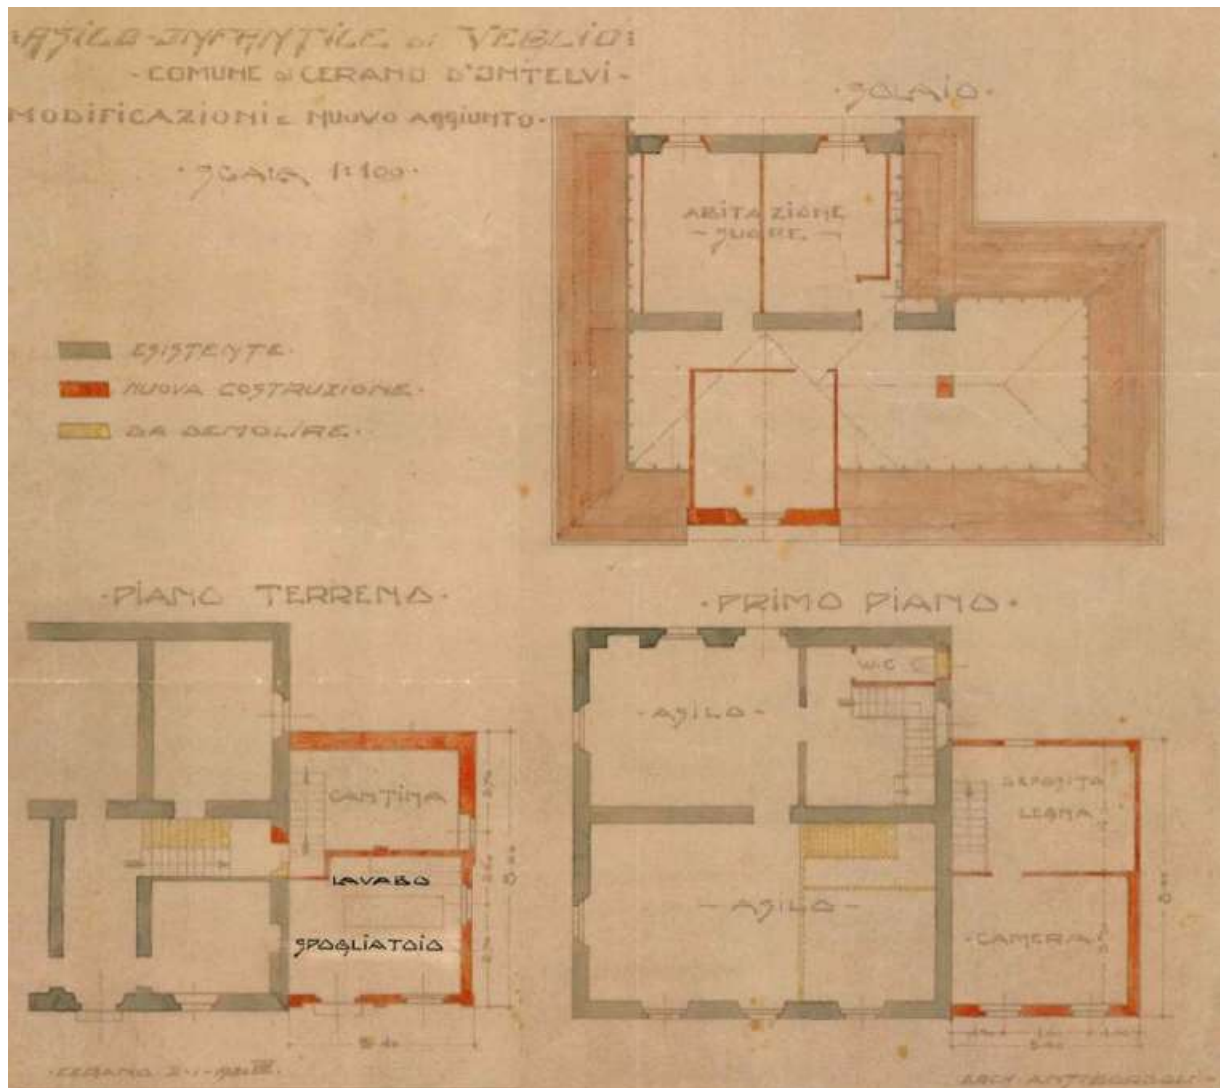 :ASILO-INFANTILE DI VEGLIO:
- COMUNE DI CERANO D'INTELVI -
MODIFICAZIONI E NUOVO AGGIUNTO.
· SCALA 1:100 ·
· SOLAIO ·
ABITAZIONE
- SUORE -
ESISTENTE ·
NUOVA COSTRUZIONE ·
DA DEMOLIRE ·
· PIANO TERRENO ·
CANTINA
LAVABO
SPOGLIATOIO
· PRIMO PIANO ·
W.C.
- ASILO -
DEPOSITO
LEGNA
- ASILO -
· CAMERA ·